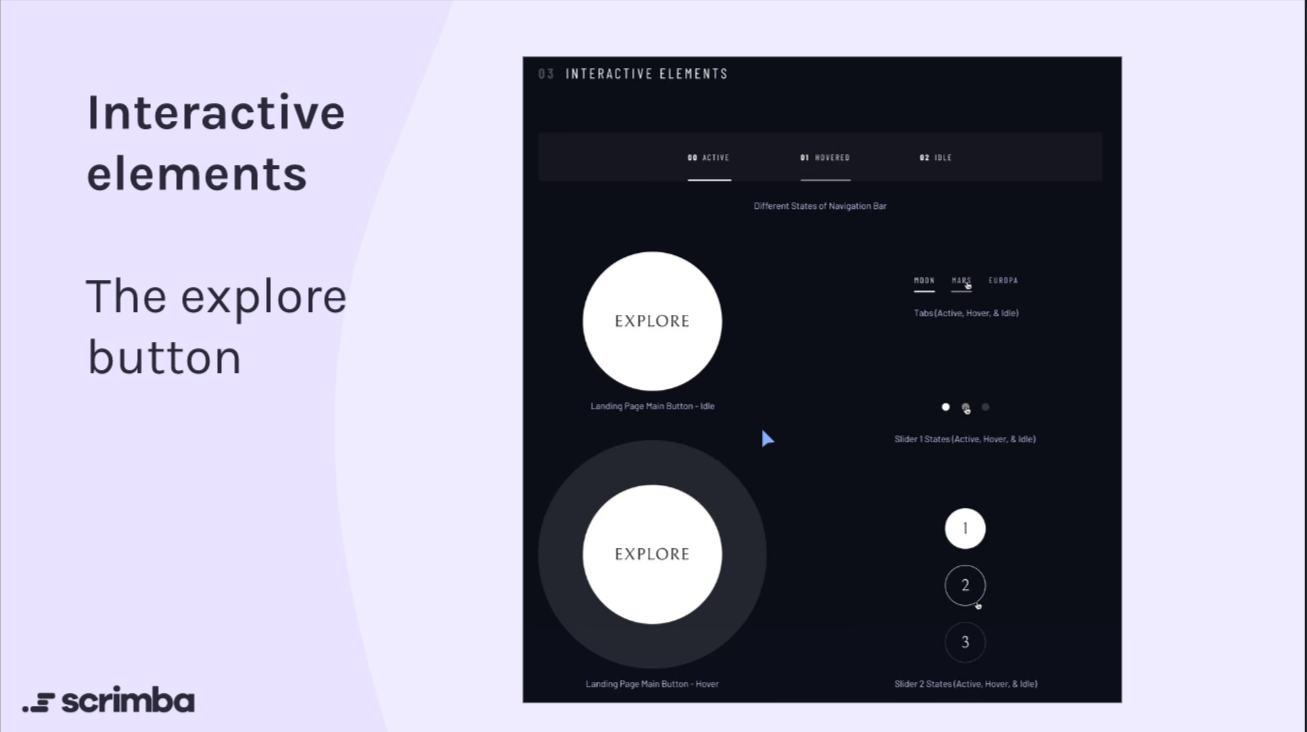 Interactive
elements
The explore
button
03 INTERACTIVE ELEMENTS
00 ACTIVE 01 HOVERED 02 IDLE
Different States of Navigation Bar
EXPLORE
Landing Page Main Button - Idle
MOON MARS EUROPA
Tabs (Active, Hover, & Idle)
Slider 1 States (Active, Hover, & Idle)
EXPLORE
Landing Page Main Button - Hover
1
2
3
Slider 2 States (Active, Hover, & Idle)
scrimba